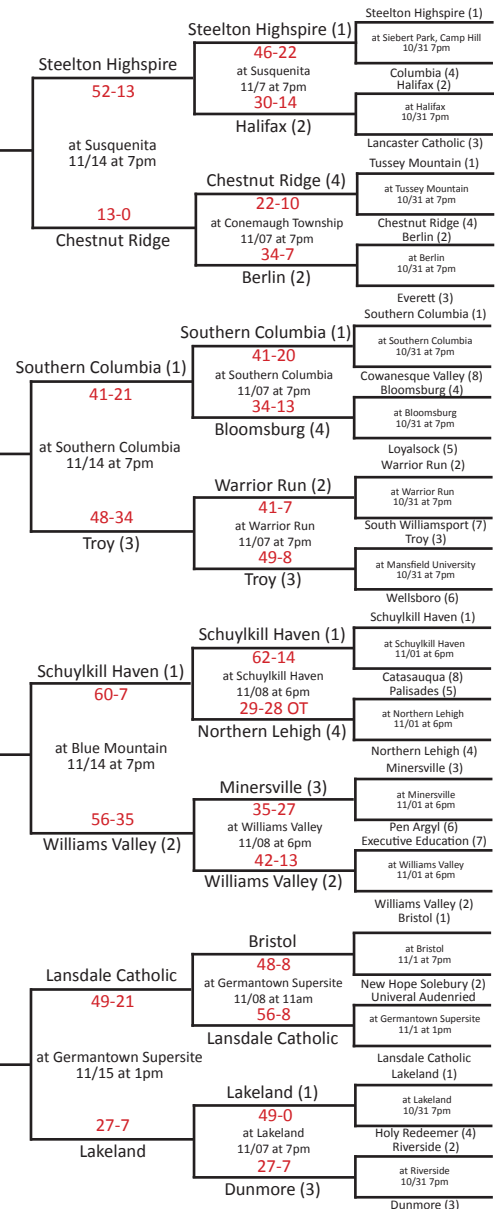 Steelton Highspire (1)
at Siebert Park, Camp Hill
10/31 7pm
Columbia (4)
Halifax (2)
at Halifax
10/31 7pm
Lancaster Catholic (3)
Steelton Highspire (1)
46-22
at Susquenita
11/7 at 7pm
30-14
Halifax (2)
Steelton Highspire
52-13
at Susquenita
11/14 at 7pm
13-0
Chestnut Ridge
Tussey Mountain (1)
at Tussey Mountain
10/31 at 7pm
Chestnut Ridge (4)
Berlin (2)
at Berlin
10/31 at 7pm
Everett (3)
Chestnut Ridge (4)
22-10
at Conemaugh Township
11/07 at 7pm
34-7
Berlin (2)
Southern Columbia (1)
at Southern Columbia
10/31 at 7pm
Cowanesque Valley (8)
Bloomsburg (4)
at Bloomsburg
10/31 at 7pm
Loyalsock (5)
Southern Columbia (1)
41-20
at Southern Columbia
11/07 at 7pm
34-13
Bloomsburg (4)
Southern Columbia (1)
41-21
at Southern Columbia
11/14 at 7pm
48-34
Troy (3)
Warrior Run (2)
at Warrior Run
10/31 at 7pm
South Williamsport (7)
Troy (3)
at Mansfield University
10/31 at 7pm
Wellsboro (6)
Warrior Run (2)
41-7
at Warrior Run
11/07 at 7pm
49-8
Troy (3)
Schuylkill Haven (1)
at Schuylkill Haven
11/01 at 6pm
Catasauqua (8)
Palisades (5)
at Northern Lehigh
11/01 at 6pm
Northern Lehigh (4)
Schuylkill Haven (1)
62-14
at Schuylkill Haven
11/08 at 6pm
29-28 OT
Northern Lehigh (4)
Schuylkill Haven (1)
60-7
at Blue Mountain
11/14 at 7pm
56-35
Williams Valley (2)
Minersville (3)
at Minersville
11/01 at 6pm
Pen Argyl (6)
Executive Education (7)
at Williams Valley
11/01 at 6pm
Williams Valley (2)
Minersville (3)
35-27
at Williams Valley
11/08 at 6pm
42-13
Williams Valley (2)
Bristol (1)
at Bristol
11/1 at 7pm
New Hope Solebury (2)
Univeral Audenried
at Germantown Supersite
11/1 at 1pm
Lansdale Catholic
Bristol
48-8
at Germantown Supersite
11/08 at 11am
56-8
Lansdale Catholic
Lansdale Catholic
49-21
at Germantown Supersite
11/15 at 1pm
27-7
Lakeland
Lakeland (1)
at Lakeland
10/31 7pm
Holy Redeemer (4)
Riverside (2)
at Riverside
10/31 7pm
Dunmore (3)
Lakeland (1)
49-0
at Lakeland
11/07 at 7pm
27-7
Dunmore (3)